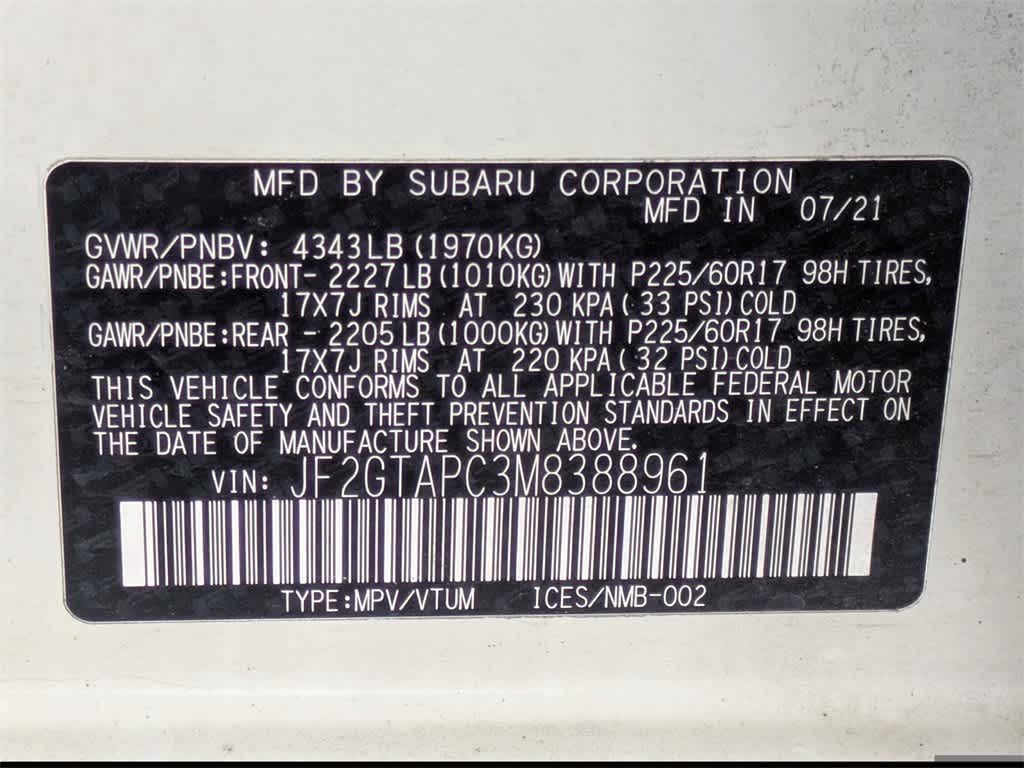 MFD BY SUBARU CORPORATION
MFD IN 07/21
GVWR/PNBV: 4343LB (1970KG)
GAWR/PNBE:FRONT- 2227LB (1010KG) WITH P225/60R17 98H TIRES,
17X7J RIMS AT 230 KPA ( 33 PSI) COLD
GAWR/PNBE:REAR - 2205LB (1000KG) WITH P225/60R17 98H TIRES,
17X7J RIMS AT 220 KPA ( 32 PSI) COLD
THIS VEHICLE CONFORMS TO ALL APPLICABLE FEDERAL MOTOR
VEHICLE SAFETY AND THEFT PREVENTION STANDARDS IN EFFECT ON
THE DATE OF MANUFACTURE SHOWN ABOVE.
VIN: JF2GTAPC3M8388961
TYPE:MPV/VTUM ICES/NMB-002